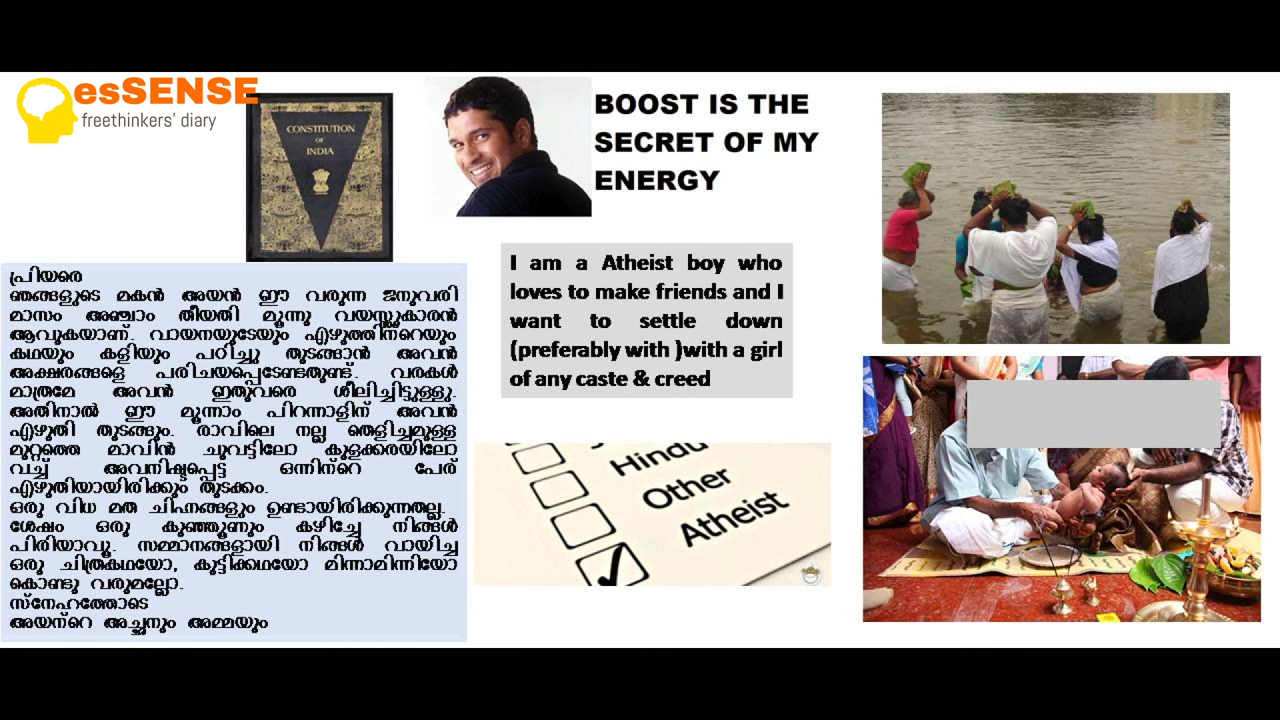 esSENSE
freethinkers' diary
CONSTITUTION
OF
INDIA
BOOST IS THE
SECRET OF MY
ENERGY
പ്രിയരെ
ഞങ്ങളുടെ മകൻ അയൻ ഈ വരുന്ന ജനുവരി
മാസം അഞ്ചാം തീയതി മൂന്നു വയസ്സുകാരൻ
ആവുകയാണ്. വായനയുടേയും എഴുത്തിന്റെയും
കഥയും കളിയും പഠിച്ചു തുടങ്ങാൻ അവൻ
അക്ഷരങ്ങളെ പരിചയപ്പെടേണ്ടതുണ്ട്. വരകൾ
മാത്രമേ അവൻ ഇതുവരെ ശീലിച്ചിട്ടുള്ളു.
അതിനാൽ ഈ മൂന്നാം പിറന്നാളിന് അവൻ
എഴുതി തുടങ്ങും. രാവിലെ നല്ല തെളിച്ചമുള്ള
മുറ്റത്തെ മാവിൻ ചുവട്ടിലോ കുളക്കരയിലോ
വച്ച് അവനിഷ്ടപ്പെട്ട ഒന്നിന്റെ പേര്
എഴുതിയായിരിക്കും തുടക്കം.
ഒരു വിധ മത ചിഹ്നങ്ങളും ഉണ്ടായിരിക്കുന്നതല്ല.
ശേഷം ഒരു കുഞ്ഞൂണും കഴിച്ചേ നിങ്ങൾ
പിരിയാവൂ. സമ്മാനങ്ങളായി നിങ്ങൾ വായിച്ച
ഒരു ചിത്രകഥയോ, കുട്ടിക്കഥയോ മിന്നാമിന്നിയോ
കൊണ്ടു വരുമല്ലോ.
സ്നേഹത്തോടെ
അയന്റെ അച്ഛനും അമ്മയും
I am a Atheist boy who
loves to make friends and I
want to settle down
(preferably with )with a girl
of any caste & creed
Hindu
Other
Atheist